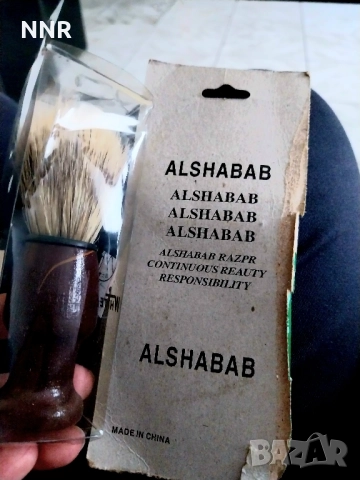 NNR
ALSHABAB
ALSHABAB
ALSHABAB
ALSHABAB
ALSHABAB RAZPR
CONTINUOUS REAUTY
RESPONSIBILITY
ALSHABAB
MADE IN CHINA
BAZAR